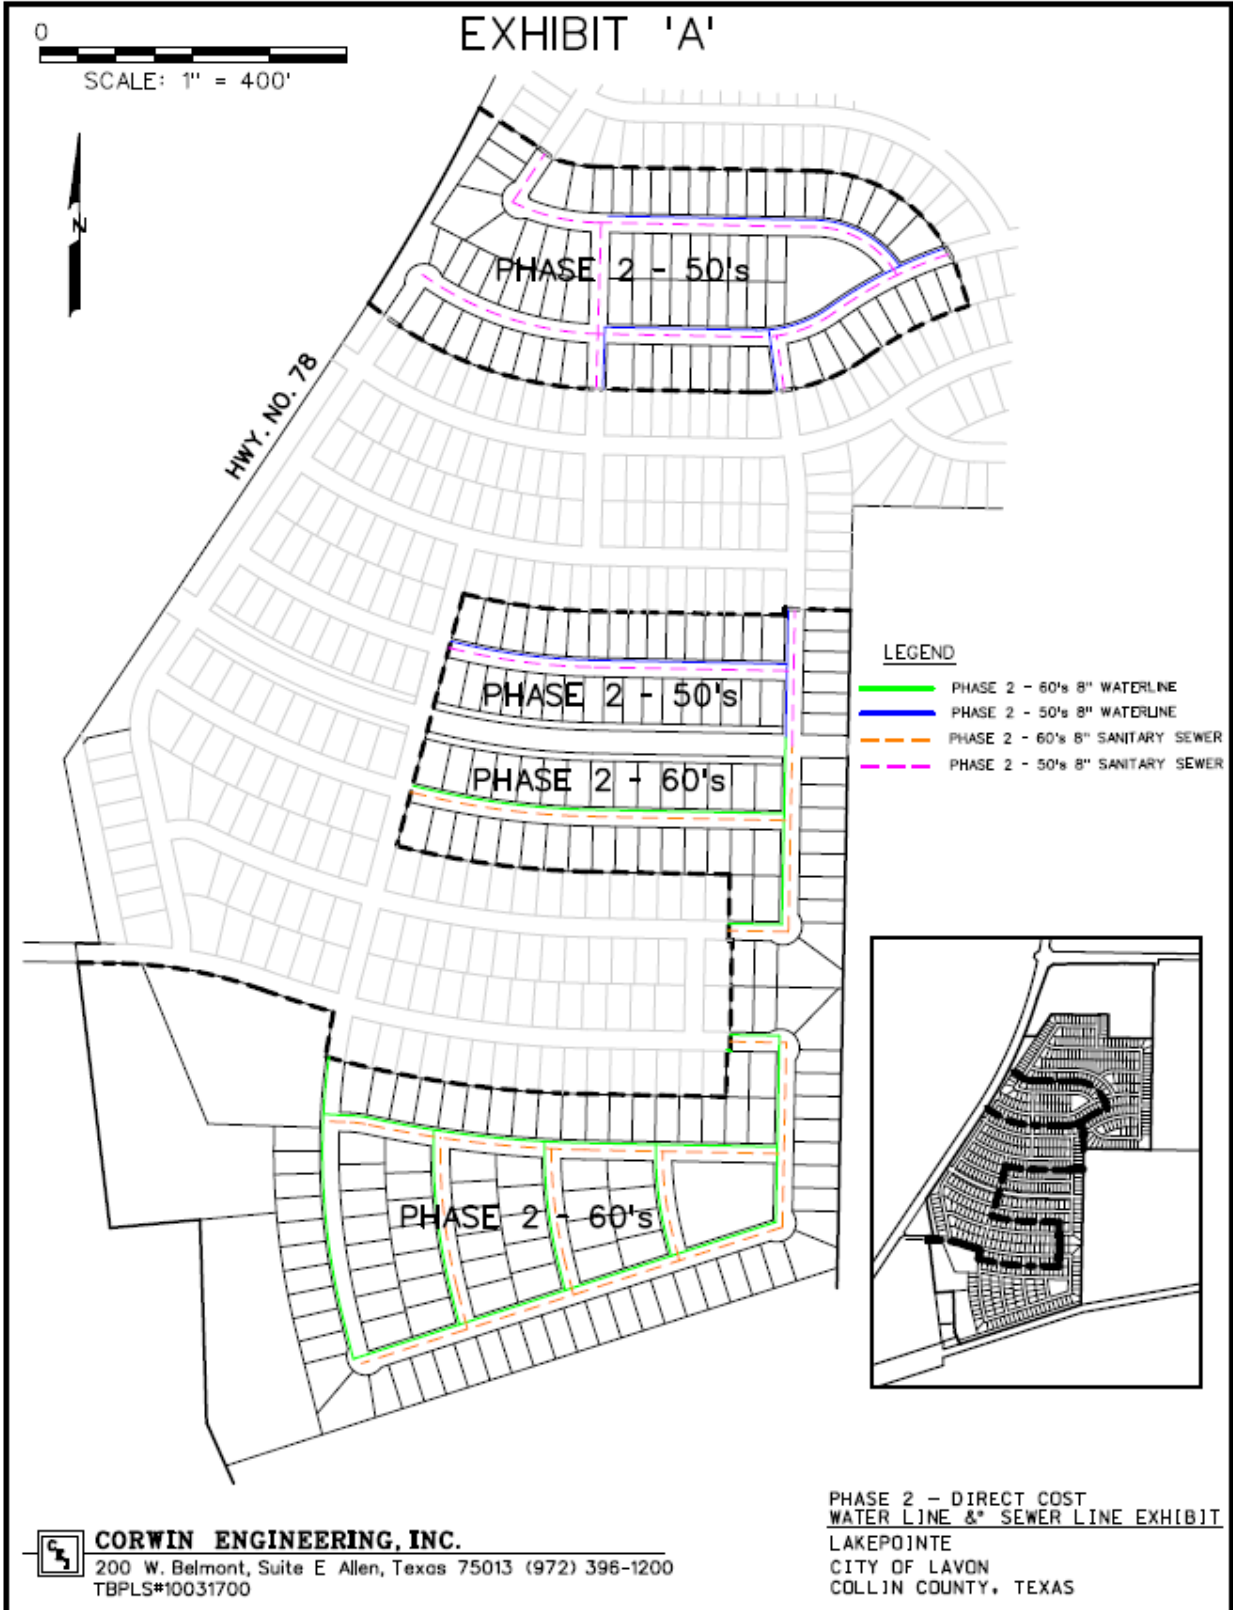 EXHIBIT 'A'
0
SCALE: 1" = 400'
N
PHASE 2 - 50's
HWY. NO. 78
LEGEND
PHASE 2 - 60's 8" WATERLINE
PHASE 2 - 50's 8" WATERLINE
PHASE 2 - 60's 8" SANITARY SEWER
PHASE 2 - 50's 8" SANITARY SEWER
PHASE 2 - 50's
PHASE 2 - 60's
PHASE 2 - 60's
PHASE 2 - DIRECT COST
WATER LINE & SEWER LINE EXHIBIT
LAKEPOINTE
CITY OF LAVON
COLLIN COUNTY, TEXAS
CEI
CORWIN ENGINEERING, INC.
200 W. Belmont, Suite E Allen, Texas 75013 (972) 396-1200
TBPLS#10031700